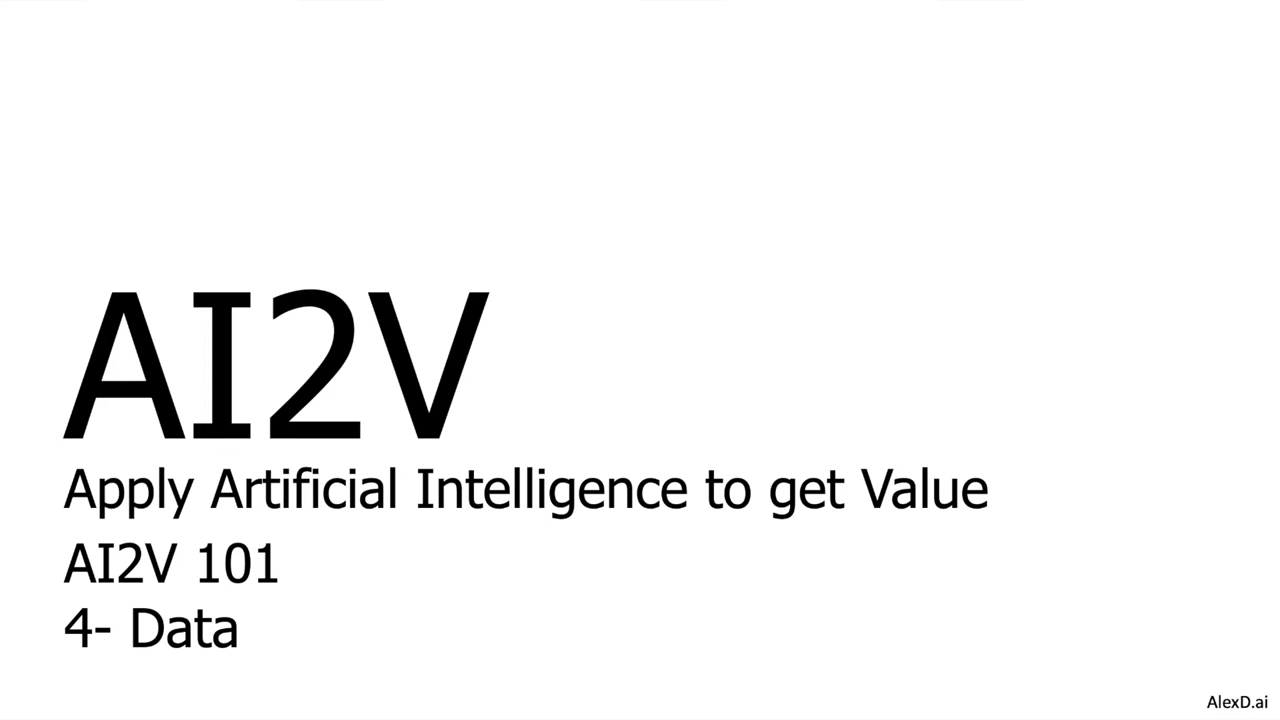 AI2V
Apply Artificial Intelligence to get Value
AI2V 101
4- Data
AlexD.ai